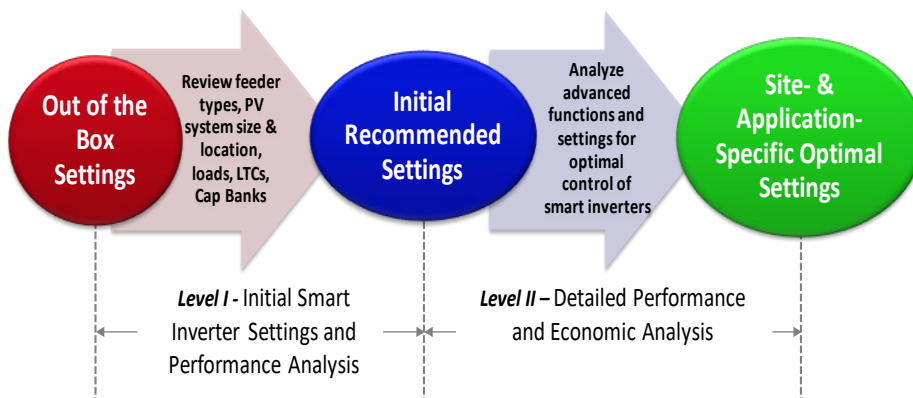 Out of the
Box
Settings
Review feeder
types, PV
system size &
location,
loads, LTCs,
Cap Banks
Initial
Recommended
Settings
Analyze
advanced
functions and
settings for
optimal
control of
smart inverters
Site- &
Application-
Specific Optimal
Settings
Level I - Initial Smart
Inverter Settings and
Performance Analysis
Level II – Detailed Performance
and Economic Analysis